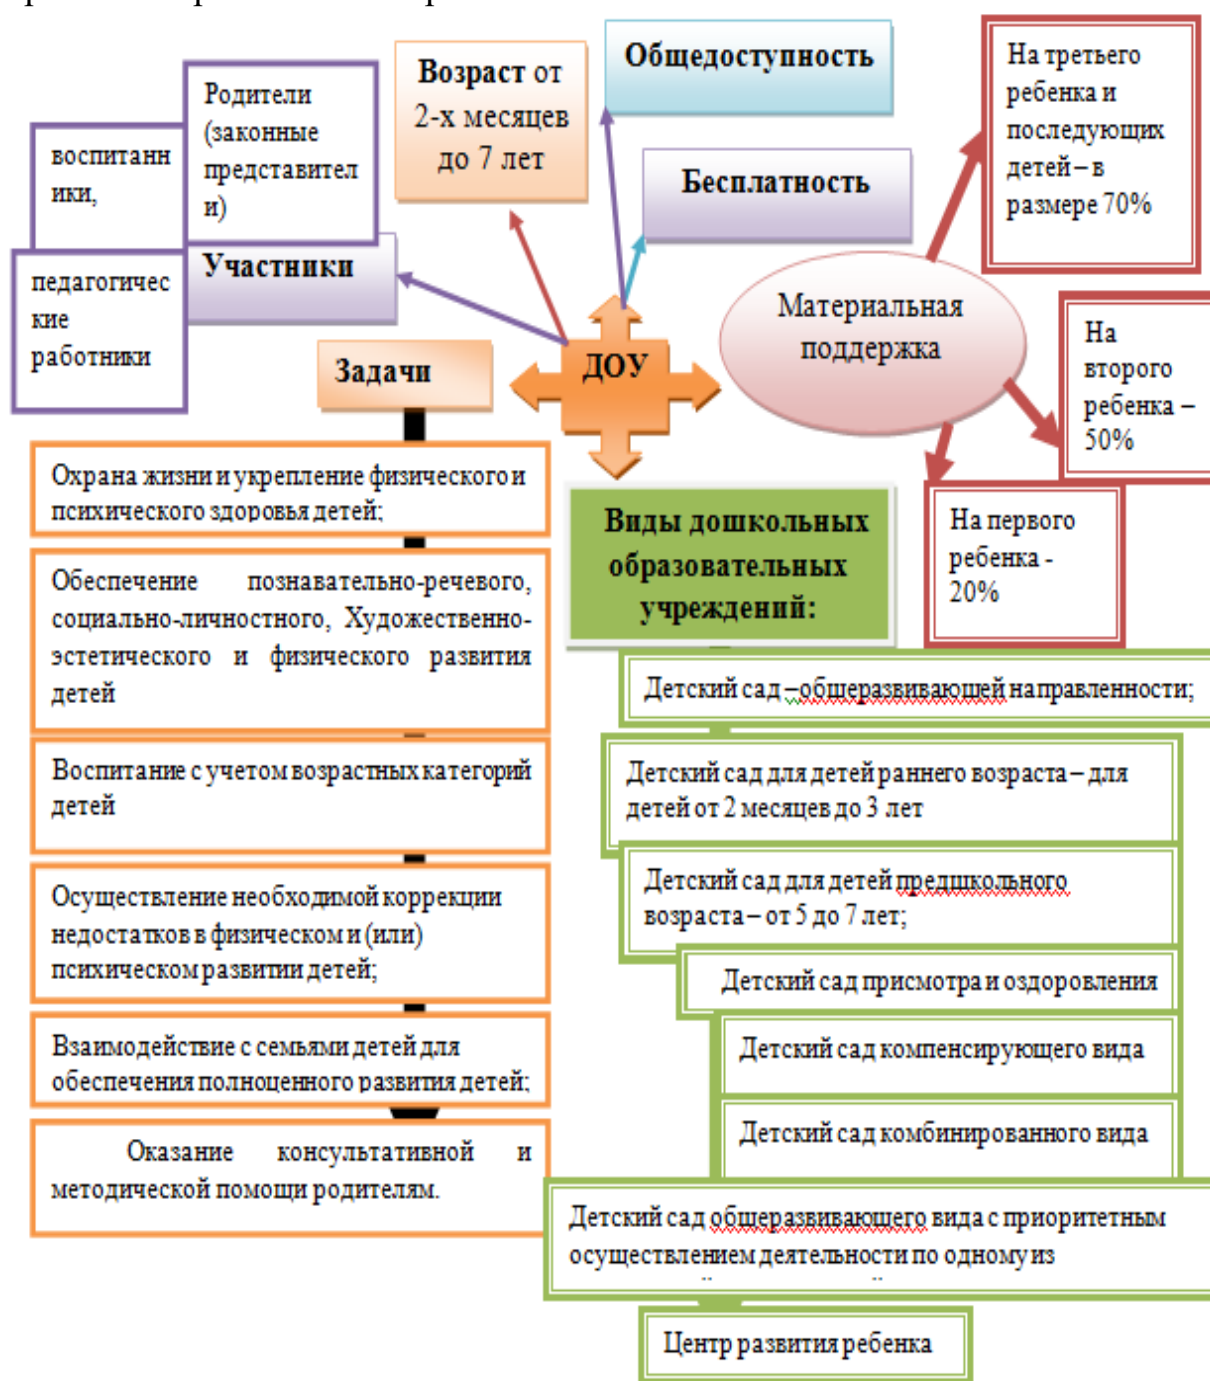 Общедоступность
На третьего
ребенка и
последующих
детей – в
размере 70%
Возраст от
2-х месяцев
до 7 лет
Родители
(законные
представител
и)
воспитанн
ики,
Бесплатность
Участники
педагогичес
кие
работники
Материальная
поддержка
На
второго
ребенка –
50%
ДОУ
Задачи
На первого
ребенка -
20%
Охрана жизни и укрепление физического и
психического здоровья детей;
Обеспечение познавательно-речевого,
социально-личностного, Художественно-
эстетического и физического развития
детей
Воспитание с учетом возрастных категорий
детей
Осуществление необходимой коррекции
недостатков в физическом и (или)
психическом развитии детей;
Взаимодействие с семьями детей для
обеспечения полноценного развития детей;
Оказание консультативной и
методической помощи родителям.
Виды дошкольных
образовательных
учреждений:
Детский сад –общеразвивающей направленности;
Детский сад для детей раннего возраста – для
детей от 2 месяцев до 3 лет
Детский сад для детей предшкольного
возраста – от 5 до 7 лет;
Детский сад присмотра и оздоровления
Детский сад компенсирующего вида
Детский сад комбинированного вида
Детский сад общеразвивающего вида с приоритетным
осуществлением деятельности по одному из
Центр развития ребенка